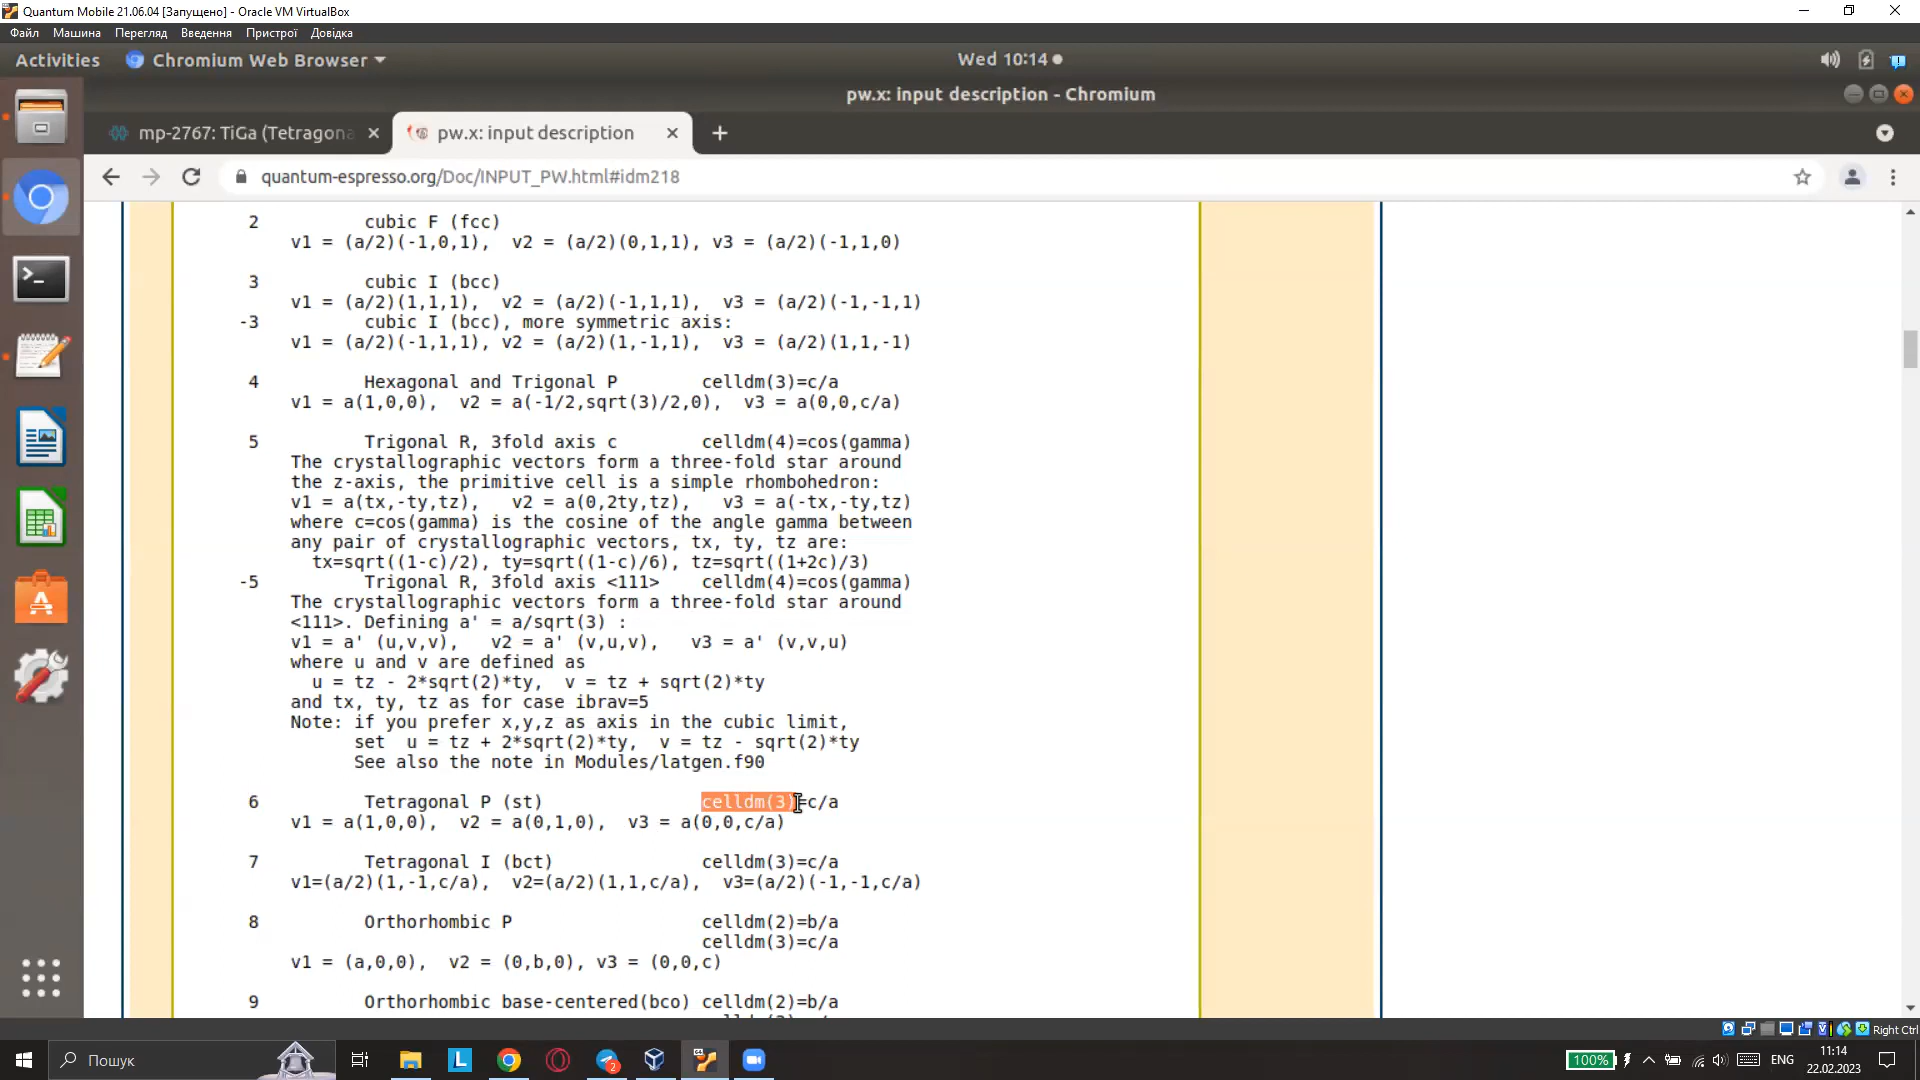 Quantum Mobile 21.06.04 [Запущено] - Oracle VM VirtualBox
Файл Машина Перегляд Введення Пристрої Довідка
Activities Chromium Web Browser Wed 10:14
pw.x: input description - Chromium
mp-2767: TiGa (Tetragona pw.x: input description
quantum-espresso.org/Doc/INPUT_PW.html#idm218
2 cubic F (fcc)
v1 = (a/2)(-1,0,1), v2 = (a/2)(0,1,1), v3 = (a/2)(-1,1,0)
3 cubic I (bcc)
v1 = (a/2)(1,1,1), v2 = (a/2)(-1,1,1), v3 = (a/2)(-1,-1,1)
-3 cubic I (bcc), more symmetric axis:
v1 = (a/2)(-1,1,1), v2 = (a/2)(1,-1,1), v3 = (a/2)(1,1,-1)
4 Hexagonal and Trigonal P celldm(3)=c/a
v1 = a(1,0,0), v2 = a(-1/2,sqrt(3)/2,0), v3 = a(0,0,c/a)
5 Trigonal R, 3fold axis c celldm(4)=cos(gamma)
The crystallographic vectors form a three-fold star around
the z-axis, the primitive cell is a simple rhombohedron:
v1 = a(tx,-ty,tz), v2 = a(0,2ty,tz), v3 = a(-tx,-ty,tz)
where c=cos(gamma) is the cosine of the angle gamma between
any pair of crystallographic vectors, tx, ty, tz are:
tx=sqrt((1-c)/2), ty=sqrt((1-c)/6), tz=sqrt((1+2c)/3)
-5 Trigonal R, 3fold axis <111> celldm(4)=cos(gamma)
The crystallographic vectors form a three-fold star around
<111>. Defining a' = a/sqrt(3) :
v1 = a' (u,v,v), v2 = a' (v,u,v), v3 = a' (v,v,u)
where u and v are defined as
u = tz - 2*sqrt(2)*ty, v = tz + sqrt(2)*ty
and tx, ty, tz as for case ibrav=5
Note: if you prefer x,y,z as axis in the cubic limit,
set u = tz + 2*sqrt(2)*ty, v = tz - sqrt(2)*ty
See also the note in Modules/latgen.f90
6 Tetragonal P (st) celldm(3)=c/a
v1 = a(1,0,0), v2 = a(0,1,0), v3 = a(0,0,c/a)
7 Tetragonal I (bct) celldm(3)=c/a
v1=(a/2)(1,-1,c/a), v2=(a/2)(1,1,c/a), v3=(a/2)(-1,-1,c/a)
8 Orthorhombic P celldm(2)=b/a
celldm(3)=c/a
v1 = (a,0,0), v2 = (0,b,0), v3 = (0,0,c)
9 Orthorhombic base-centered(bco) celldm(2)=b/a
Right Ctrl
Пошук
100% ENG
11:14
22.02.2023